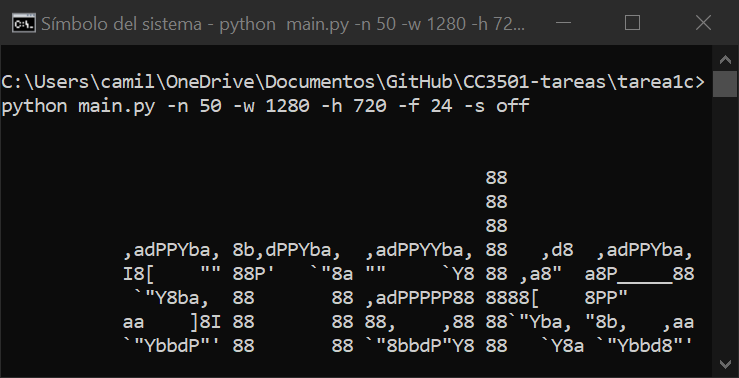 Símbolo del sistema - python  main.py -n 50 -w 1280 -h 72...
C:\Users\camil\OneDrive\Documentos\GitHub\CC3501-tareas\tarea1c>
python main.py -n 50 -w 1280 -h 720 -f 24 -s off
                                        88
                                        88
                                        88
          ,adPPYba, 8b,dPPYba,  ,adPPYYba, 88   ,d8  ,adPPYba,
          I8[    "" 88P'   `"8a ""     `Y8 88 ,a8"  a8P_____88
           `"Y8ba,  88       88 ,adPPPPP88 8888[    8PP"
          aa    ]8I 88       88 88,    ,88 88`"Yba, "8b,   ,aa
          `"YbbdP"' 88       88 `"8bbdP"Y8 88   `Y8a `"Ybbd8"'